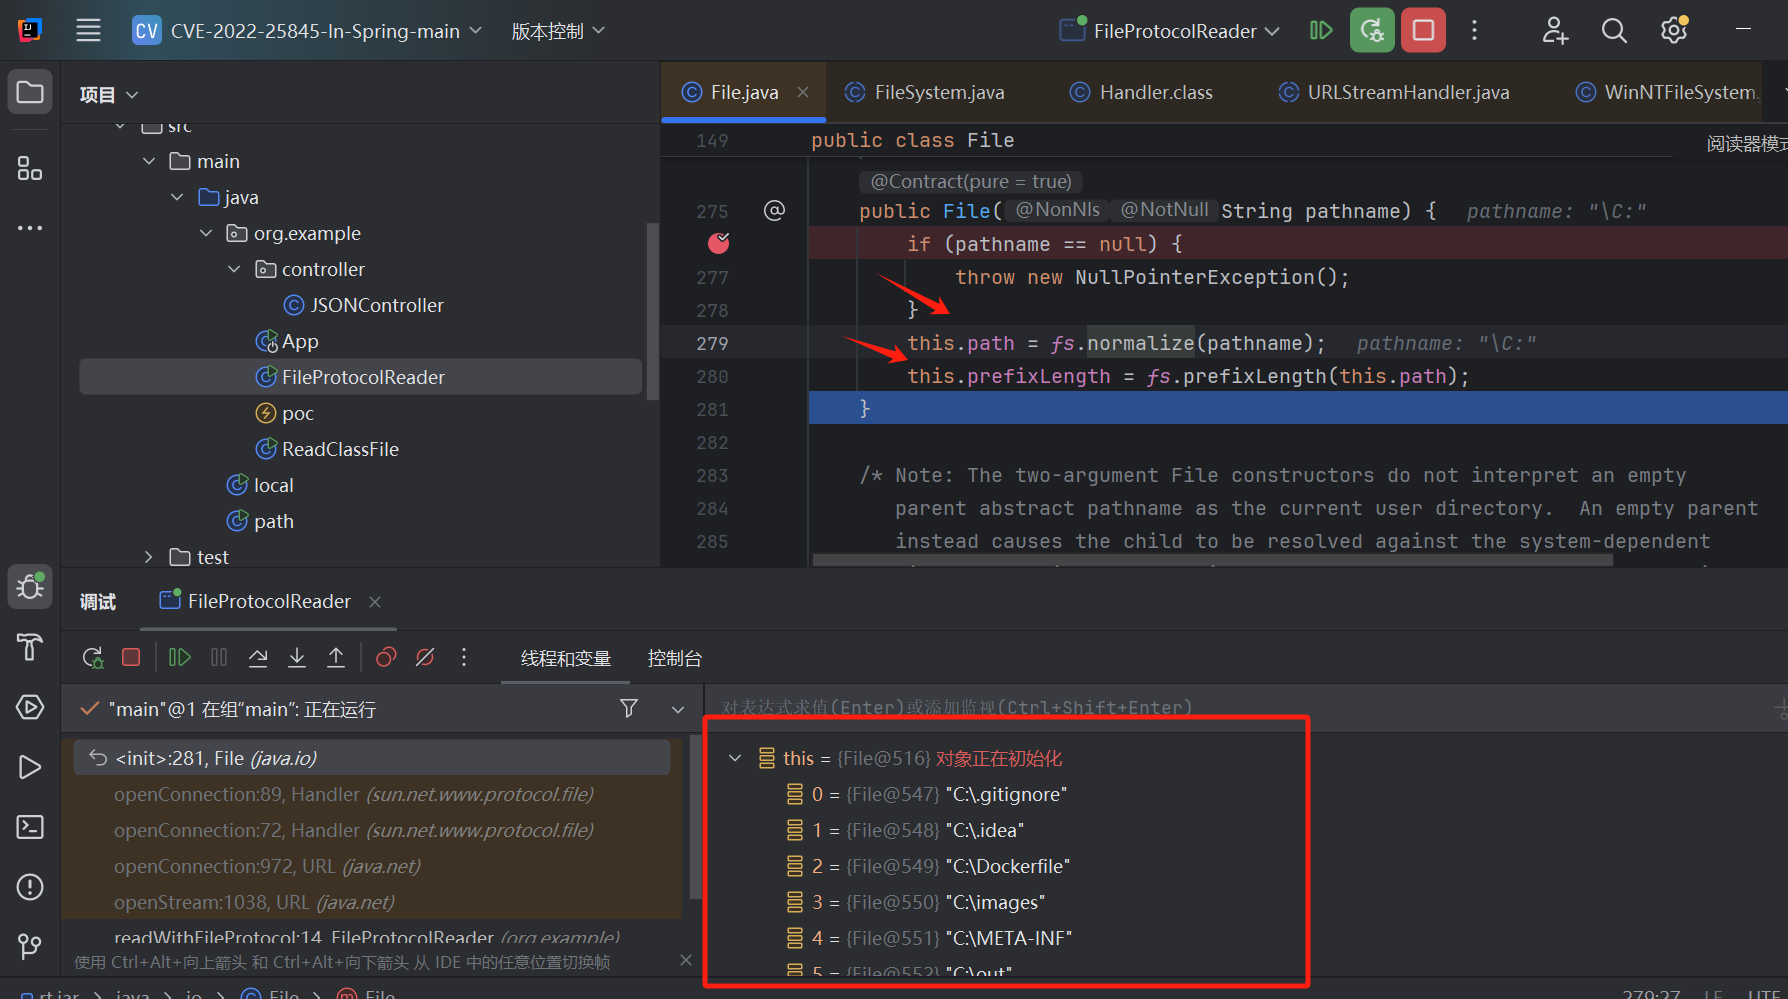 CV CVE-2022-25845-In-Spring-main 版本控制 FileProtocolReader
项目
File.java FileSystem.java Handler.class URLStreamHandler.java WinNTFileSystem.
src
main
java
org.example
controller
JSONController
App
FileProtocolReader
poc
ReadClassFile
local
path
test
149 public class File
阅读器模式
@Contract(pure = true)
275 public File( @NonNls @NotNull String pathname) { pathname: "\C:"
if (pathname == null) {
277 throw new NullPointerException();
278 }
279 this.path = fs.normalize(pathname); pathname: "\C:"
280 this.prefixLength = fs.prefixLength(this.path);
281 }
282
283 /* Note: The two-argument File constructors do not interpret an empty
284 parent abstract pathname as the current user directory. An empty parent
285 instead causes the child to be resolved against the system-dependent
调试 FileProtocolReader
线程和变量 控制台
"main"@1 在组“main”: 正在运行
对表达式求值(Enter)或添加监视(Ctrl+Shift+Enter)
<init>:281, File (java.io)
openConnection:89, Handler (sun.net.www.protocol.file)
openConnection:72, Handler (sun.net.www.protocol.file)
openConnection:972, URL (java.net)
openStream:1038, URL (java.net)
readWithFileProtocol:14, FileProtocolReader (org.example)
使用 Ctrl+Alt+向上箭头 和 Ctrl+Alt+向下箭头 从 IDE 中的任意位置切换帧
this = {File@516} 对象正在初始化
0 = {File@547} "C:\.gitignore"
1 = {File@548} "C:\.idea"
2 = {File@549} "C:\Dockerfile"
3 = {File@550} "C:\images"
4 = {File@551} "C:\META-INF"
5 = {File@552} "C:\out"
rt.jar java io File File
279:27 LF UTF